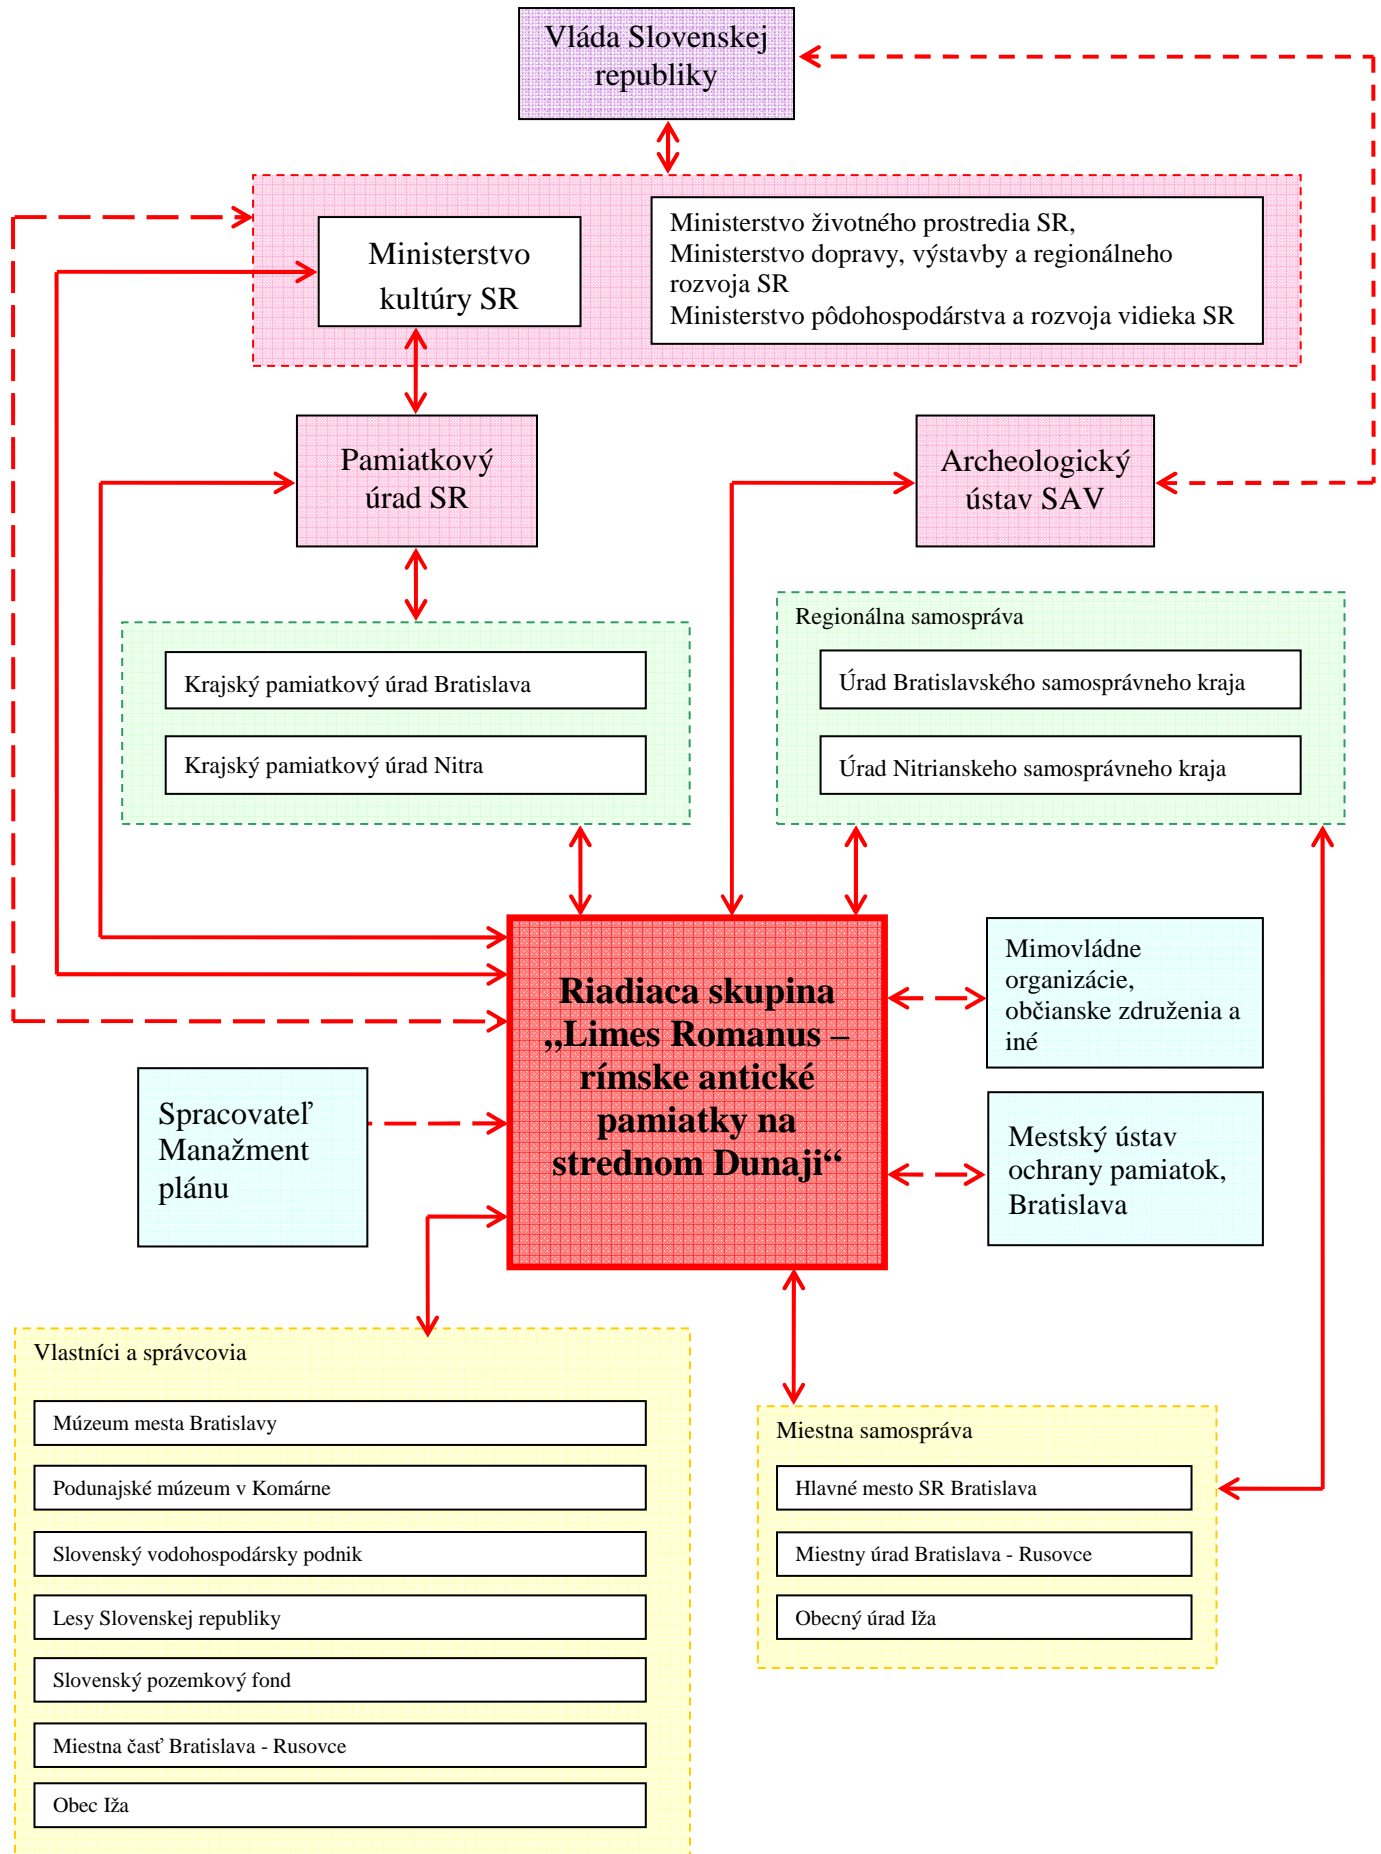 Vláda Slovenskej
republiky
Ministerstvo
kultúry SR
Ministerstvo životného prostredia SR,
Ministerstvo dopravy, výstavby a regionálneho
rozvoja SR
Ministerstvo pôdohospodárstva a rozvoja vidieka SR
Pamiatkový
úrad SR
Archeologický
ústav SAV
Krajský pamiatkový úrad Bratislava
Krajský pamiatkový úrad Nitra
Regionálna samospráva
Úrad Bratislavského samosprávneho kraja
Úrad Nitrianskeho samosprávneho kraja
Riadiaca skupina
„Limes Romanus –
rímske antické
pamiatky na
strednom Dunaji“
Mimovládne
organizácie,
občianske združenia a
iné
Spracovateľ
Manažment
plánu
Mestský ústav
ochrany pamiatok,
Bratislava
Vlastníci a správcovia
Múzeum mesta Bratislavy
Podunajské múzeum v Komárne
Slovenský vodohospodársky podnik
Lesy Slovenskej republiky
Slovenský pozemkový fond
Miestna časť Bratislava - Rusovce
Obec Iža
Miestna samospráva
Hlavné mesto SR Bratislava
Miestny úrad Bratislava - Rusovce
Obecný úrad Iža